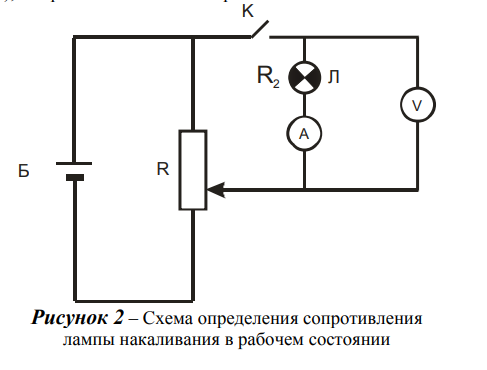 K
R₂
Л
V
A
Б
R
Рисунок 2 – Схема определения сопротивления
лампы накаливания в рабочем состоянии